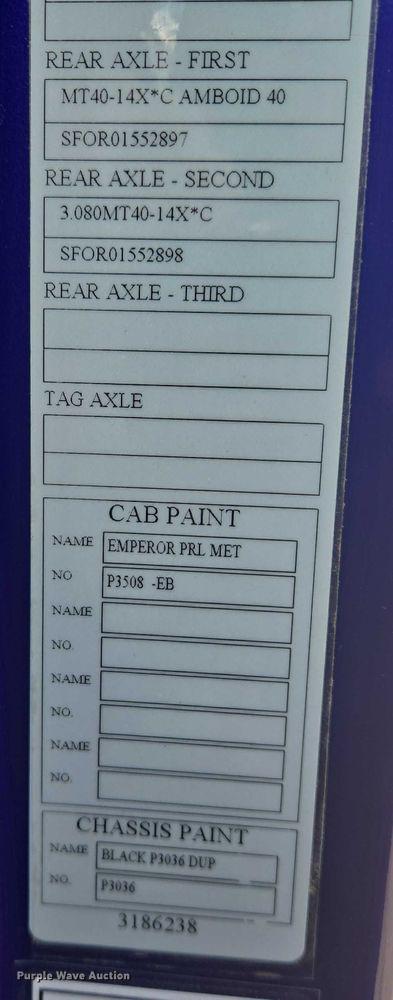 REAR AXLE - FIRST
MT40-14X*C AMBOID 40
SFOR01552897
REAR AXLE - SECOND
3.080MT40-14X*C
SFOR01552898
REAR AXLE - THIRD
TAG AXLE
CAB PAINT
NAME EMPEROR PRL MET
NO P3508 -EB
NAME
NO.
NAME
NO.
NAME
NO.
CHASSIS PAINT
NAME BLACK P3036 DUP
NO. P3036
3186238
Purple Wave Auction